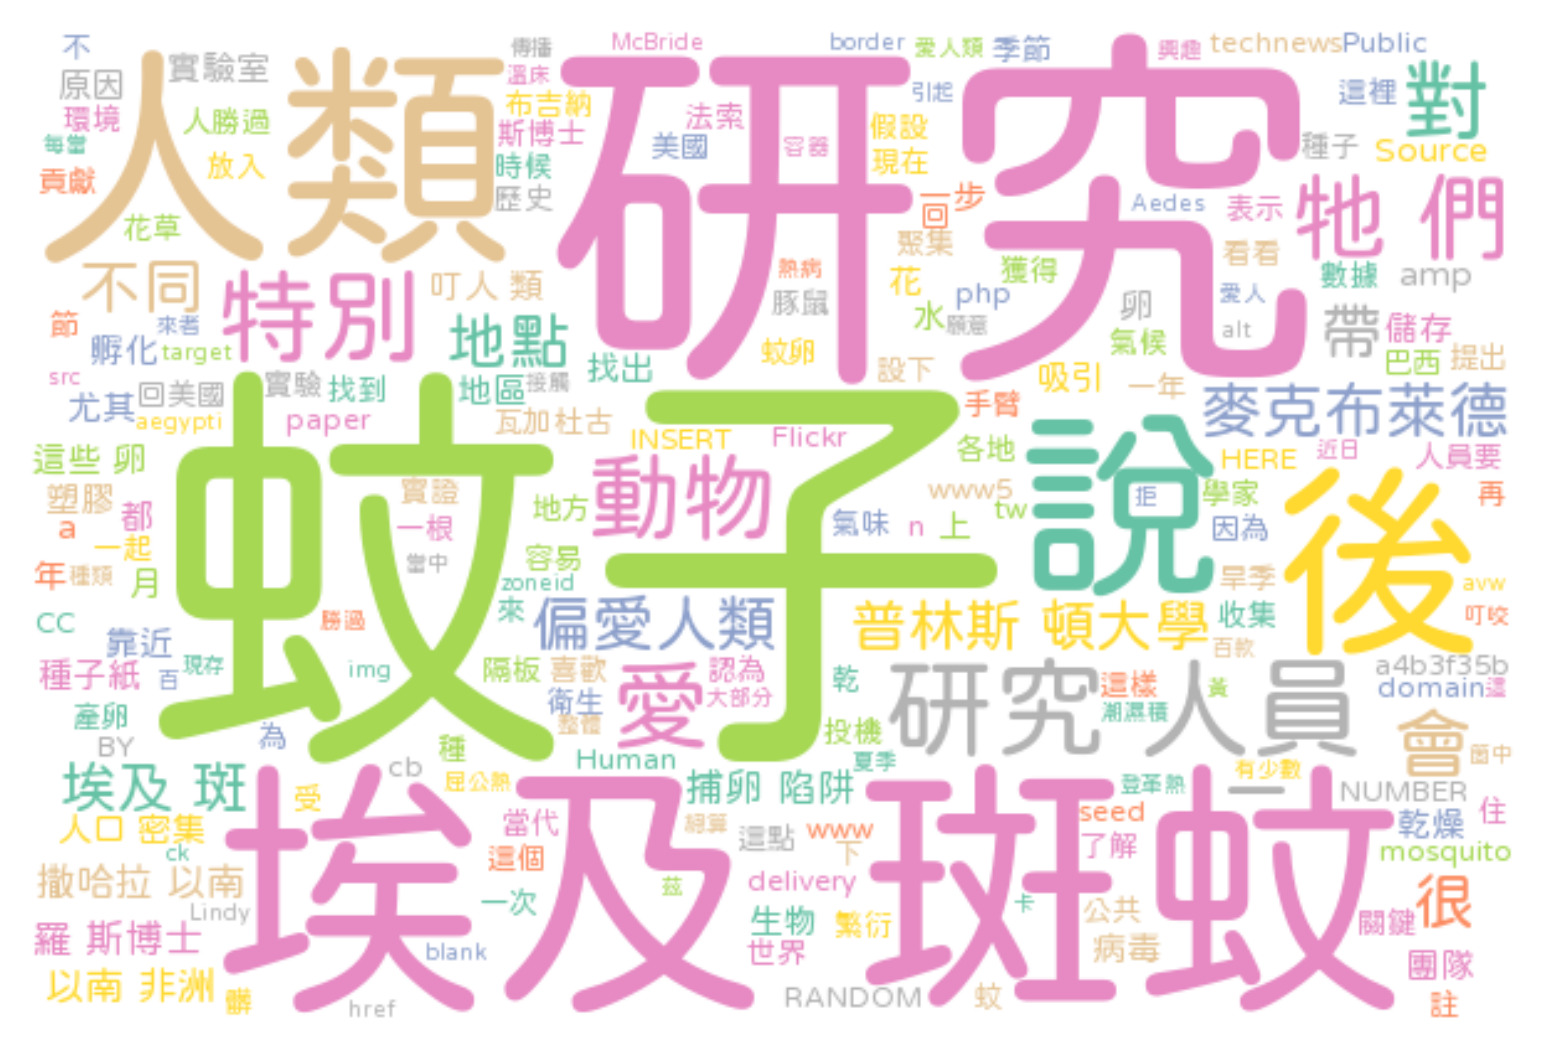 不
實驗室
傳播
McBride
border
愛人類
季節
興趣
technews
Public
原因
人類
溫床
研究
引起
這裡
對
環境
人勝過
布吉納
法索
假設
每當
斯博士
美國
容器
種子
Source
貢獻
放入
時候
現在
歷史
一步
回
Aedes
表示
牠 們
花草
聚集
看看
不同
特別
叮人 類
熱病
花
獲得
數據
amp
豚鼠
php
卵
愛人
節
來者
地點
水
願意
alt
帶
儲存
孵化
target
蚊卵
氣候
巴西
提出
src
實驗
找到
地區
接觸
找出
設下
吸引
一年
尤其
回美國
手臂
麥克布萊德
aegypti
paper
瓦加杜古
INSERT
Flickr
各地
說
HERE
近日
人員要
這些 卵
蚊子
動物
塑膠
實證
www5
拒
學家
再
都
地方
氣味
n
上
tw
因為
後
a
一根
一起
容易
年
種類
月
當中
zoneid
旱季
avw
CC
勝過
來
偏愛人類
普林斯 頓大學
收集
叮咬
靠近
百
現存
img
隔板
喜歡
認為
種子紙
愛
大部分
乾
研究人員
這樣
黃
a4b3f35b
domain
產卵
衛生
潮濕積
BY
為
種
投機
會
Human
夏季
埃及 斑
cb
屈公熱
捕卵 陷阱
登革熱
有少數
一
NUMBER
受
埃及斑蚊
人口 密集
當代
這點
www
seed
乾燥
住
ck
這個
下
了解
mosquito
撒哈拉 以南
茲
delivery
Lindy
一次
生物
繁衍
卡
公共
關鍵
很
羅 斯博士
blank
世界
病毒
團隊
以南 非洲
髒
href
RANDOM
蚊
註